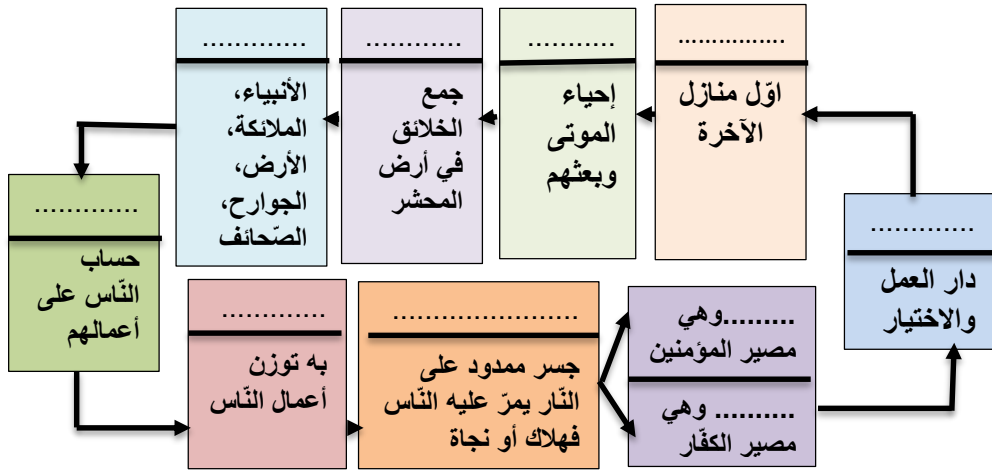 ................
اوّل منازل
الآخرة
............
إحياء
الموتى
وبعثهم
.............
جمع
الخلائق
في أرض
المحشر
..............
الأنبياء،
الملائكة،
الأرض،
الجوارح،
الصّحائف
..............
حساب
النّاس على
أعمالهم
..............
به توزن
أعمال النّاس
.........................
جسر ممدود على
النّار يمرّ عليه النّاس
فهلاك أو نجاة
.........وهي
مصير المؤمنين
.......... وهي
مصير الكفّار
..............
دار العمل
والاختيار